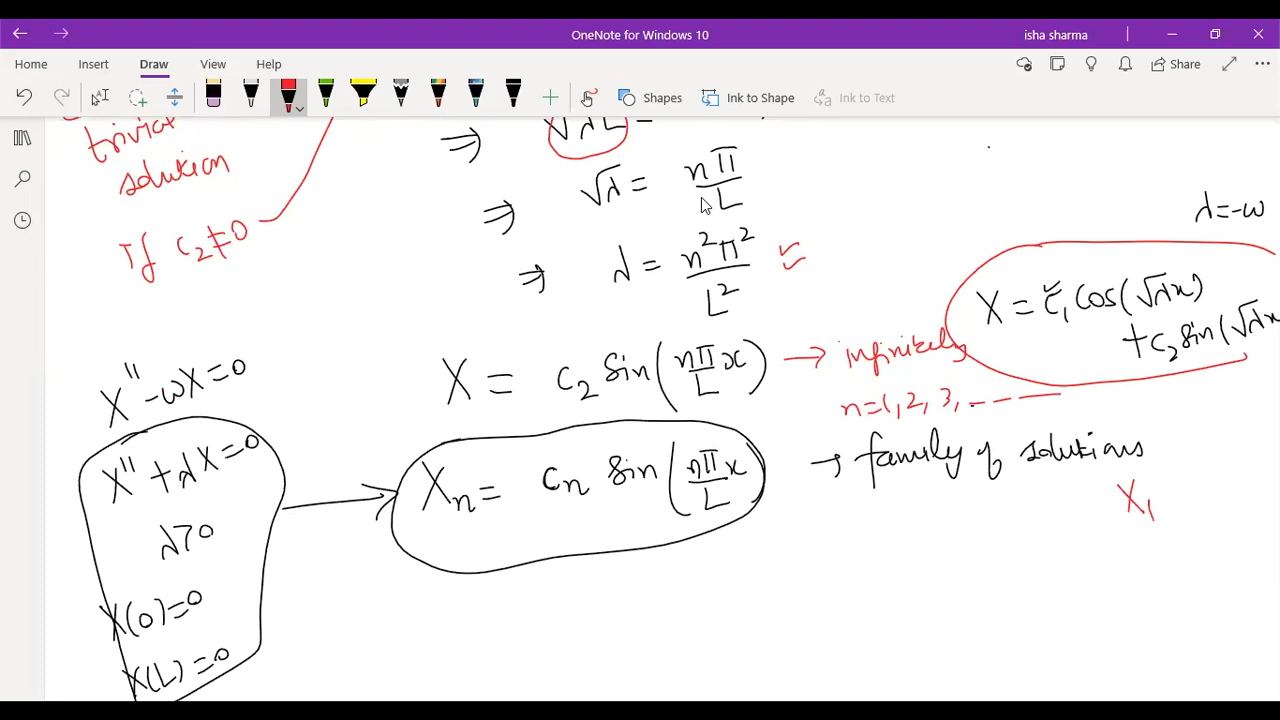 OneNote for Windows 10
isha sharma
Home Insert Draw View Help
Share
Shapes
Ink to Shape
Ink to Text
trivial
solution
If c₂≠0
⇒ √λL =
⇒ √λ = nπ/L
⇒ λ = n²π²/L²
λ=-ω
X = c₁cos(√λx)
+c₂sin(√λx
X = c₂ sin(nπ/L x) → infinitely
n=1, 2, 3, - - -
X'' - ωX=0
X'' + λX=0
λ>0
X(0)=0
X(L)=0
Xₙ = cₙ sin(nπx/L)
→ family of solutions
X₁